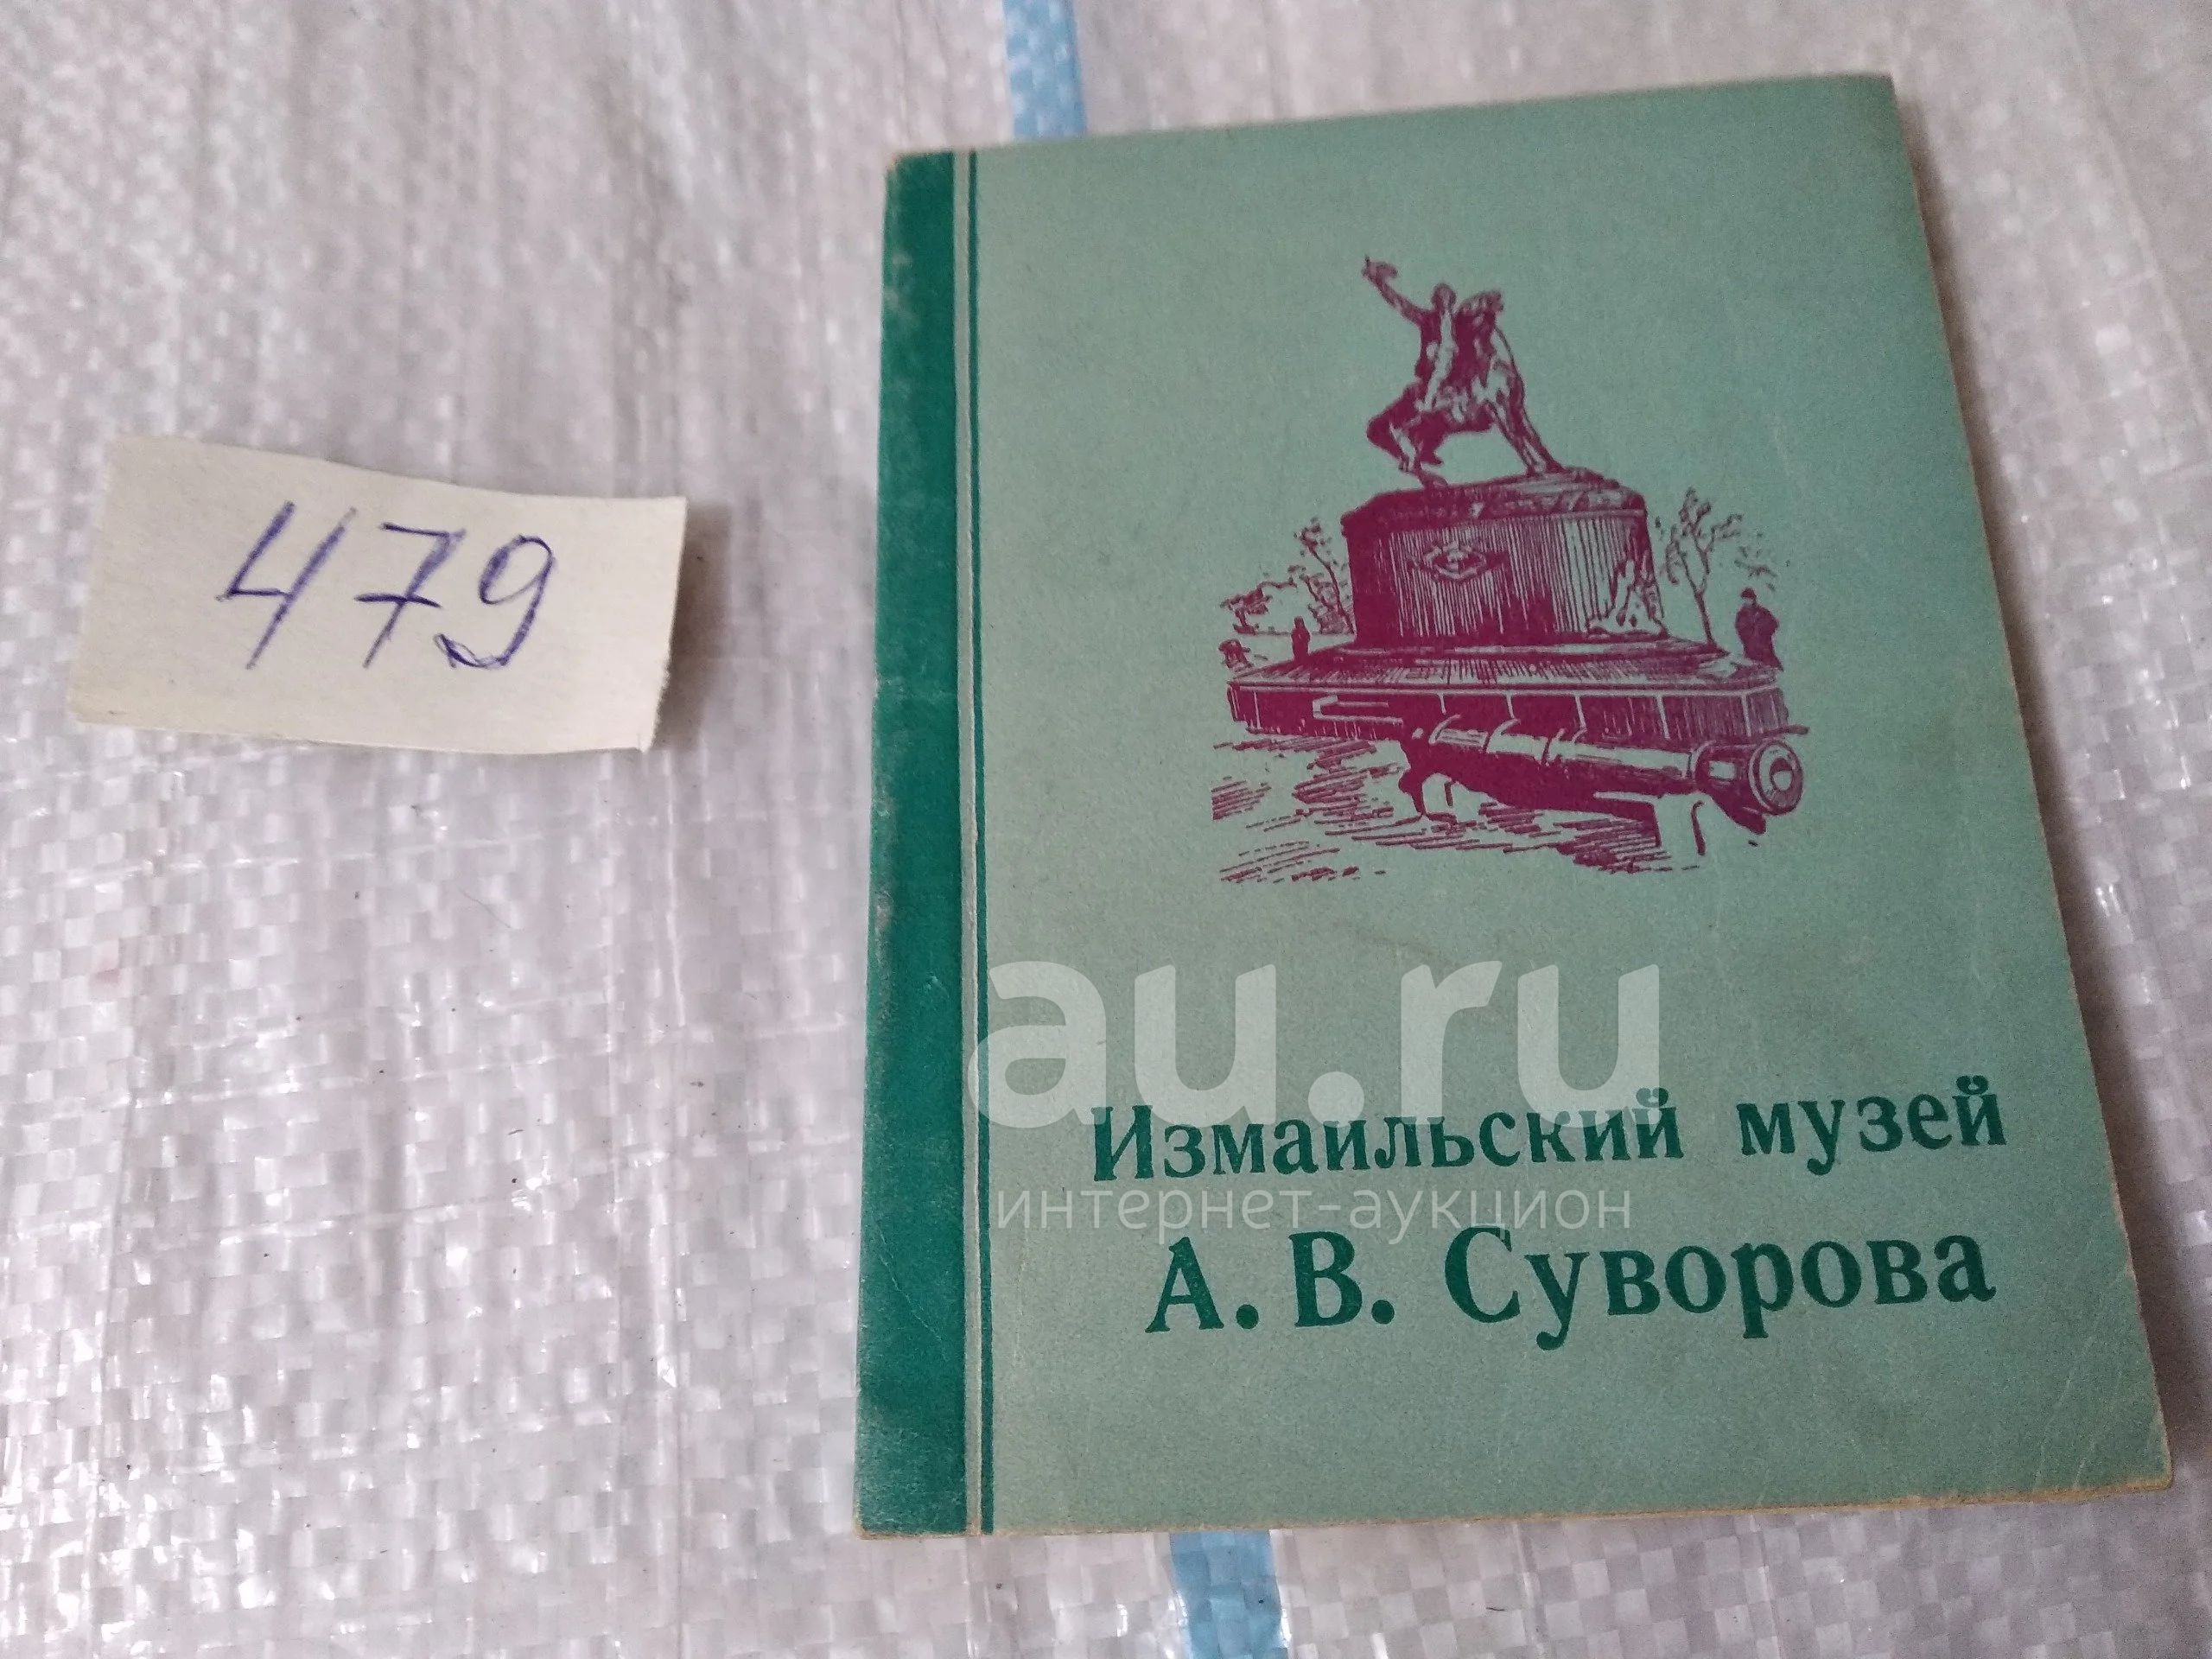 479
au.ru
Измаильский музей
интернет-аукцион
А. В. Суворова